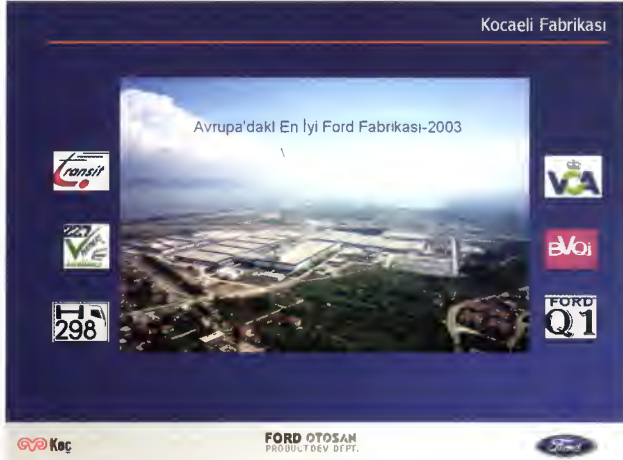 Kocaeli Fabrikası
Avrupa'dakI En İyi Ford Fabrikası-2003
transit
VCA
BVQi
H
298
FORD
Q1
Koç
FORD OTOSAN
PRODUCT DEV DEPT.
Ford